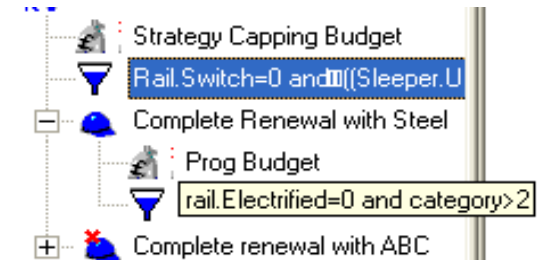 Strategy Capping Budget
Rail.Switch=0 and((Sleeper.U
Complete Renewal with Steel
Prog Budget
rail.Electrified=0 and category>2
Complete renewal with ABC